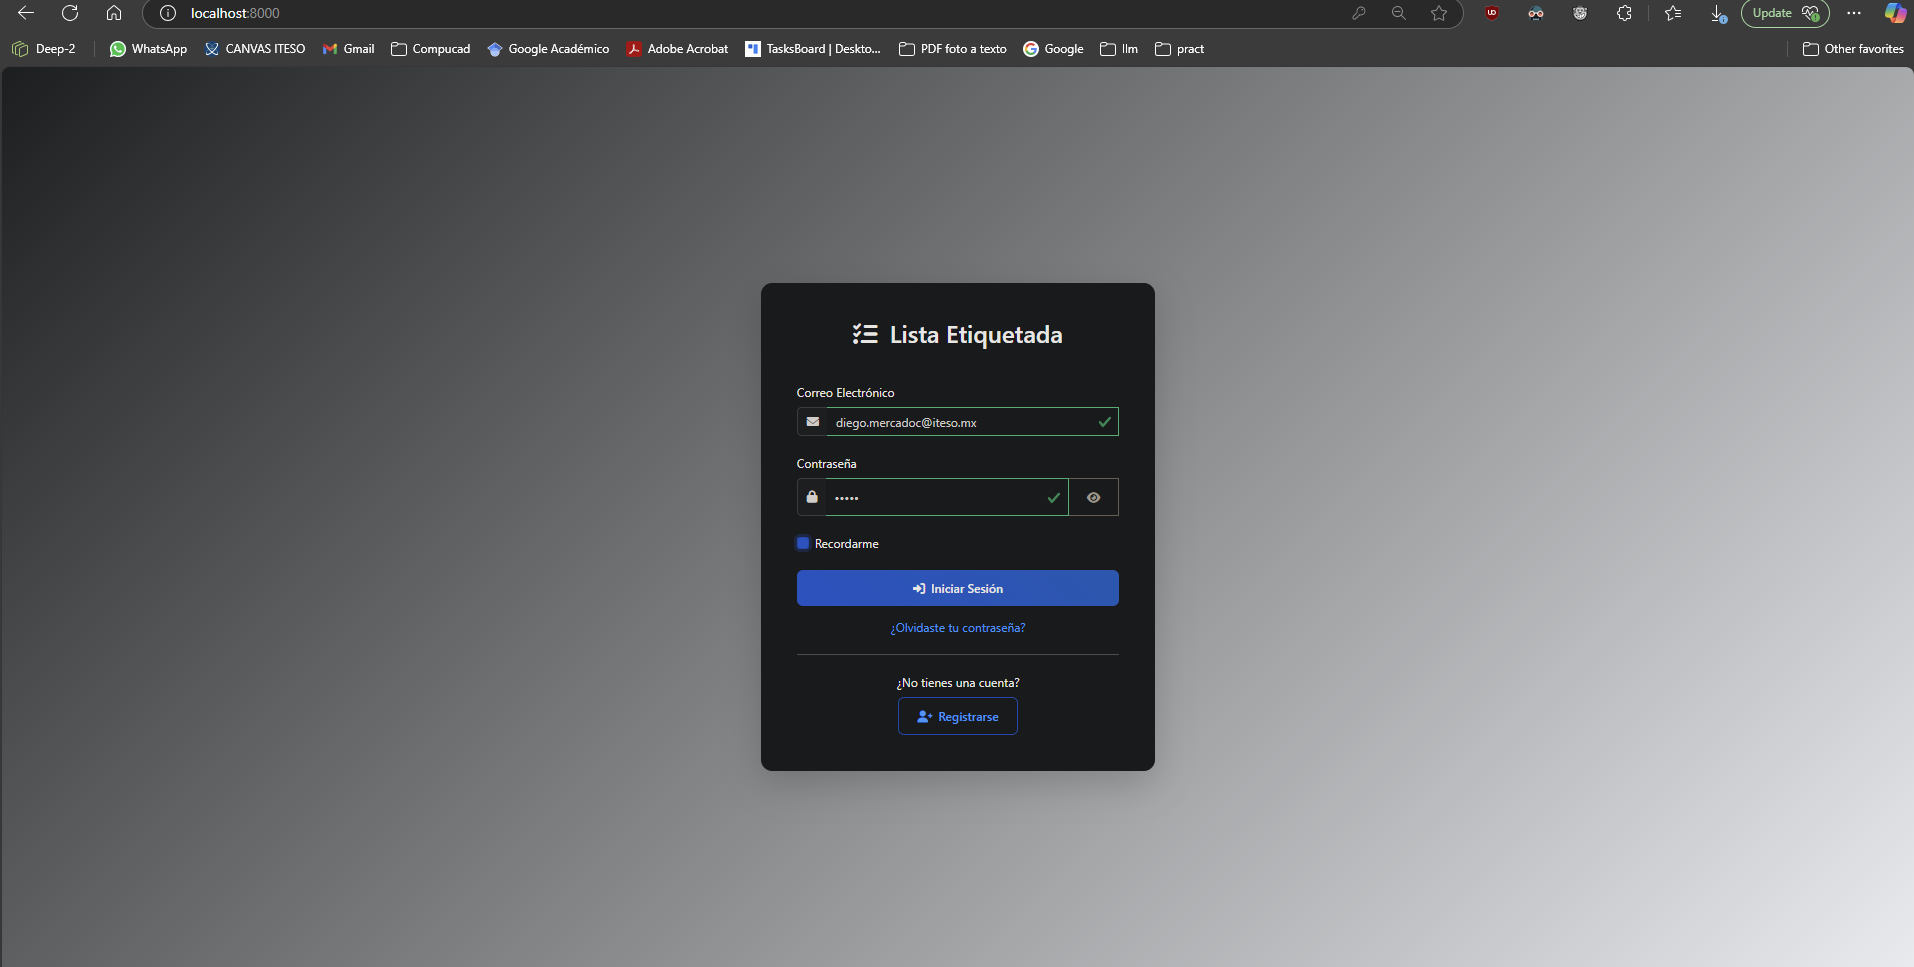 localhost:8000
Update
Deep-2 WhatsApp CANVAS ITESO Gmail Compucad Google Académico Adobe Acrobat TasksBoard | Deskto... PDF foto a texto Google llm pract Other favorites
Lista Etiquetada
Correo Electrónico
diego.mercadoc@iteso.mx
Contraseña
•••••
Recordarme
Iniciar Sesión
¿Olvidaste tu contraseña?
¿No tienes una cuenta?
Registrarse